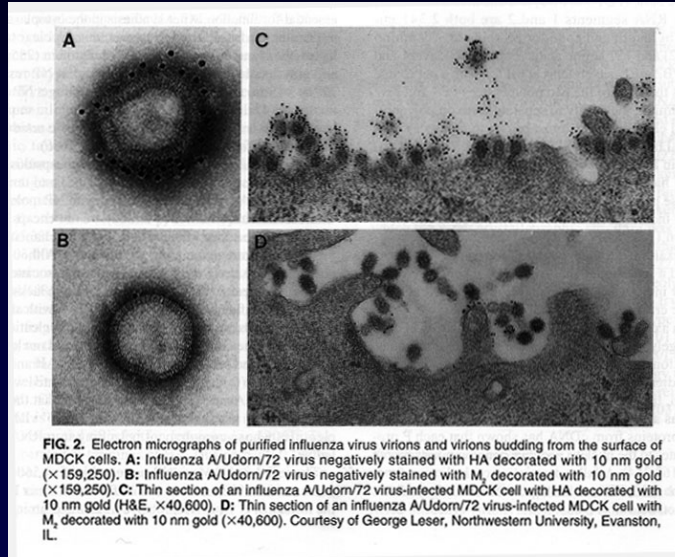 A
C
B
D
FIG. 2. Electron micrographs of purified influenza virus virions and virions budding from the surface of
MDCK cells. A: Influenza A/Udorn/72 virus negatively stained with HA decorated with 10 nm gold
(×159,250). B: Influenza A/Udorn/72 virus negatively stained with M₂ decorated with 10 nm gold
(×159,250). C: Thin section of an influenza A/Udorn/72 virus-infected MDCK cell with HA decorated with
10 nm gold (H&E, ×40,600). D: Thin section of an influenza A/Udorn/72 virus-infected MDCK cell with
M₂ decorated with 10 nm gold (×40,600). Courtesy of George Leser, Northwestern University, Evanston,
IL.